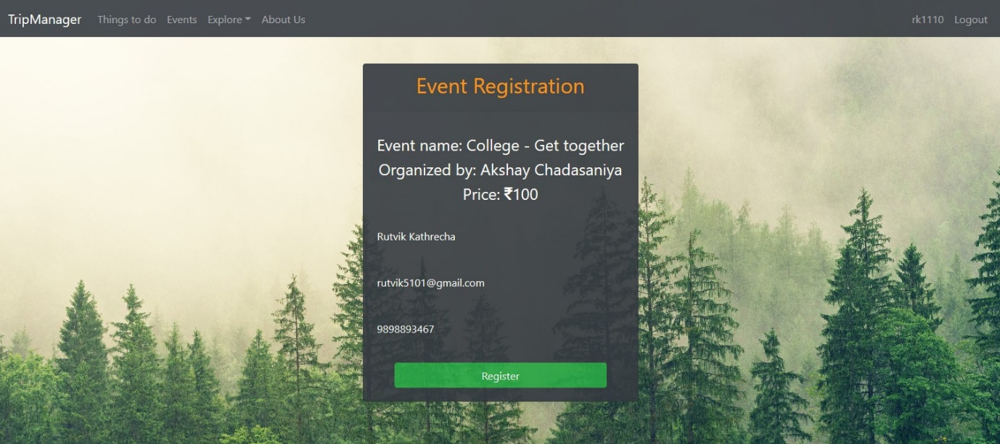 TripManager Things to do Events Explore About Us rk1110 Logout
Event Registration
Event name: College - Get together
Organized by: Akshay Chadasaniya
Price: ₹100
Rutvik Kathrecha
rutvik5101@gmail.com
9898893467
Register